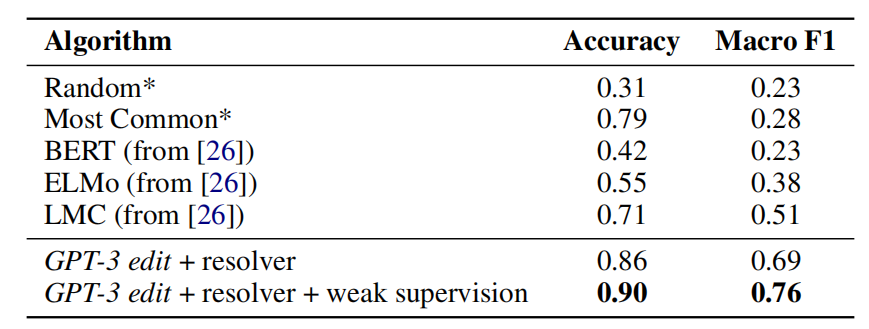 Algorithm Accuracy Macro F1
Random* 0.31 0.23
Most Common* 0.79 0.28
BERT (from [26]) 0.42 0.23
ELMo (from [26]) 0.55 0.38
LMC (from [26]) 0.71 0.51
GPT-3 edit + resolver 0.86 0.69
GPT-3 edit + resolver + weak supervision 0.90 0.76